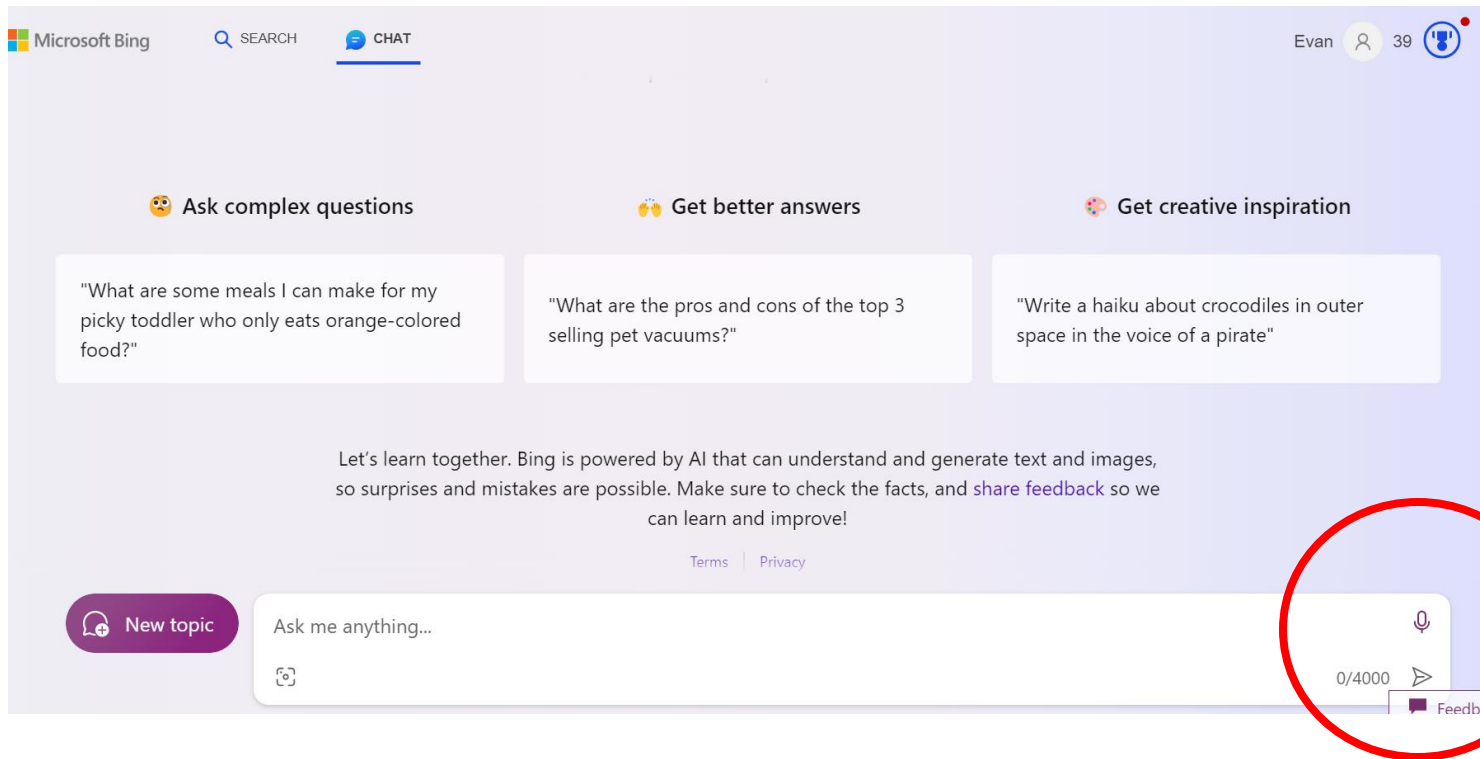 Microsoft Bing SEARCH CHAT Evan 39
Ask complex questions
"What are some meals I can make for my
picky toddler who only eats orange-colored
food?"
Get better answers
"What are the pros and cons of the top 3
selling pet vacuums?"
Get creative inspiration
"Write a haiku about crocodiles in outer
space in the voice of a pirate"
Let's learn together. Bing is powered by AI that can understand and generate text and images,
so surprises and mistakes are possible. Make sure to check the facts, and share feedback so we
can learn and improve!
Terms Privacy
New topic
Ask me anything...
0/4000
Feedb